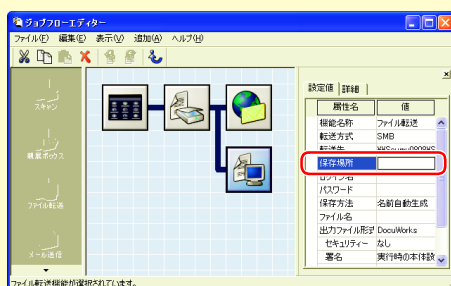 ジョブフローエディター
ファイル(F) 編集(E) 表示(V) 追加(A) ヘルプ(H)
スキャン
親展ボックス
ファイル転送
メール送信
設定値 詳細
属性名 値
機能名称 ファイル転送
転送方式 SMB
転送先
保存場所
ログイン名
パスワード
保存方法 名前自動生成
ファイル名
出力ファイル形式 DocuWorks
セキュリティー なし
署名 実行時の本体設
ファイル転送機能が選択されています。